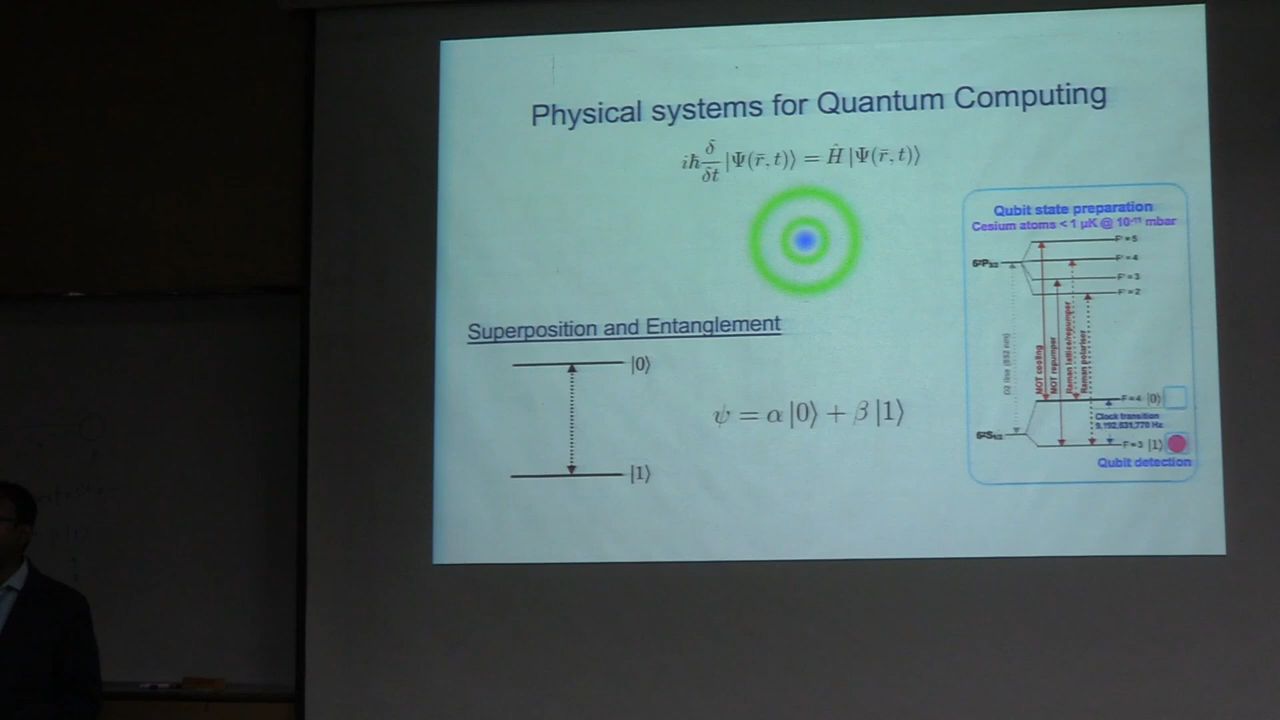 Physical systems for Quantum Computing
iħ δ/δt |Ψ(r̄,t)⟩ = Ĥ |Ψ(r̄,t)⟩
Superposition and Entanglement
|0⟩
ψ = α|0⟩ + β|1⟩
|1⟩
Qubit state preparation
Cesium atoms < 1 μK @ 10⁻¹¹ mbar
F'=5
6²P₃/₂
F'=4
F'=3
F'=2
D2 line (852 nm)
MOT cooling
MOT repumper
Raman lattice/repumper
Raman polariser
F=4 |0⟩
Clock transition
9,192,631,770 Hz
6²S₁/₂
F=3 |1⟩
Qubit detection